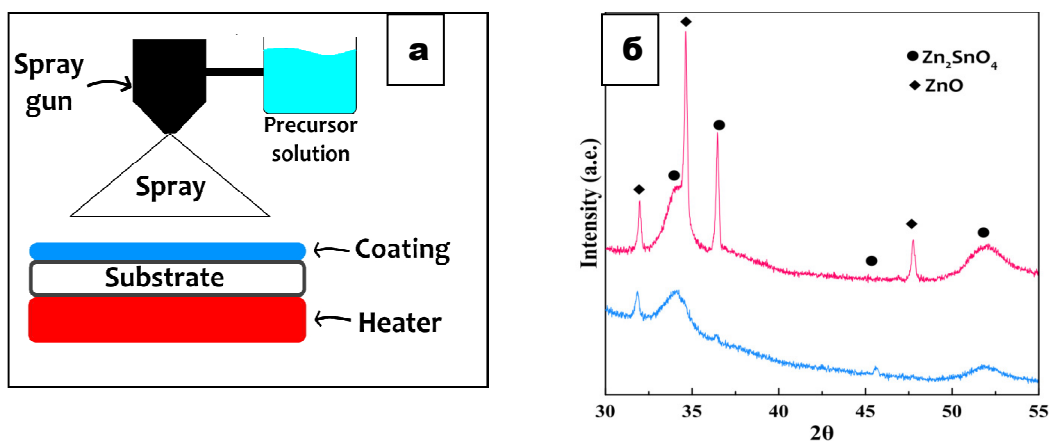 а
Spray
gun
Precursor
solution
Spray
Coating
Substrate
Heater
б
Zn₂SnO₄
ZnO
Intensity (a.e.)
30 35 40 45 50 55
2θ